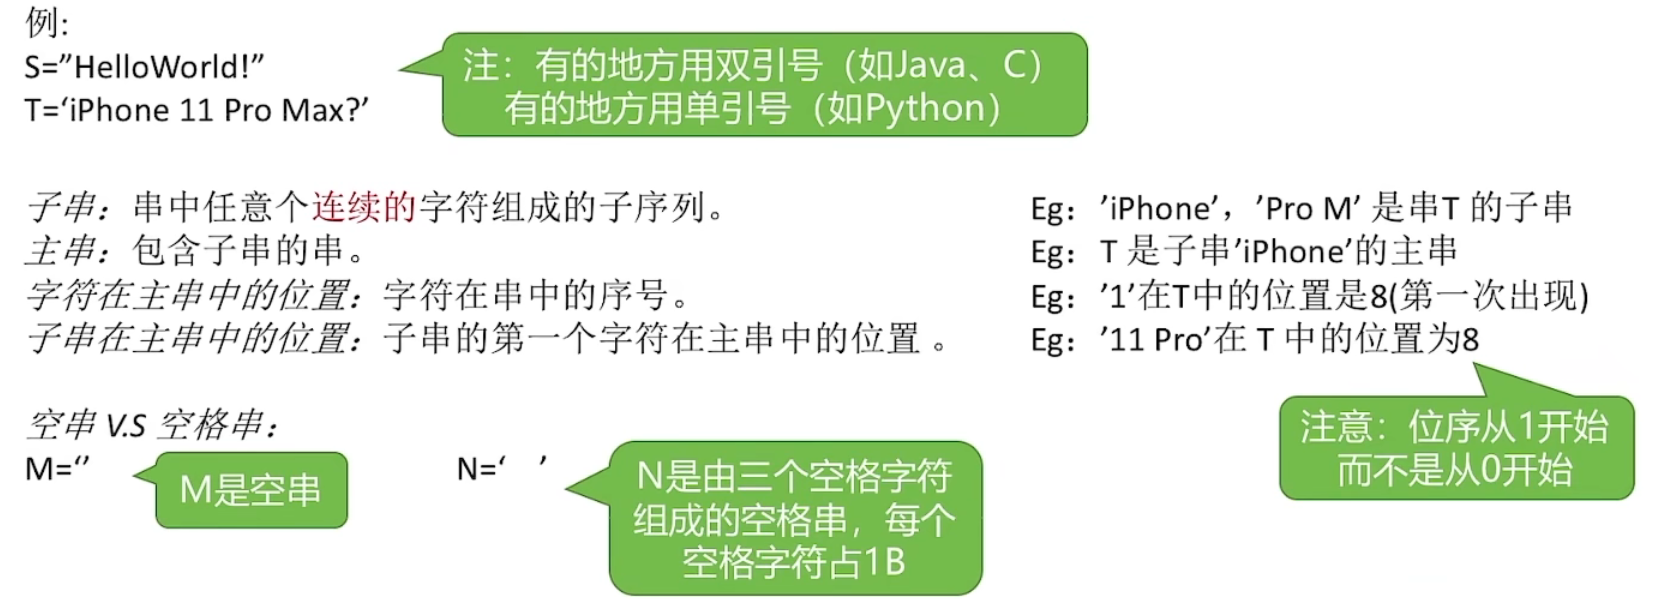 例:
S=”HelloWorld!”
T=‘iPhone 11 Pro Max?’
注：有的地方用双引号（如Java、C）
有的地方用单引号（如Python）
子串：串中任意个连续的字符组成的子序列。
Eg：’iPhone’，’Pro M’ 是串T 的子串
主串：包含子串的串。
Eg：T 是子串’iPhone’的主串
字符在主串中的位置：字符在串中的序号。
Eg：’1’在T中的位置是8(第一次出现)
子串在主串中的位置：子串的第一个字符在主串中的位置 。
Eg：’11 Pro’在 T 中的位置为8
注意：位序从1开始
而不是从0开始
空串 V.S 空格串：
M=‘’
M是空串
N=‘   ’
N是由三个空格字符
组成的空格串，每个
空格字符占1B